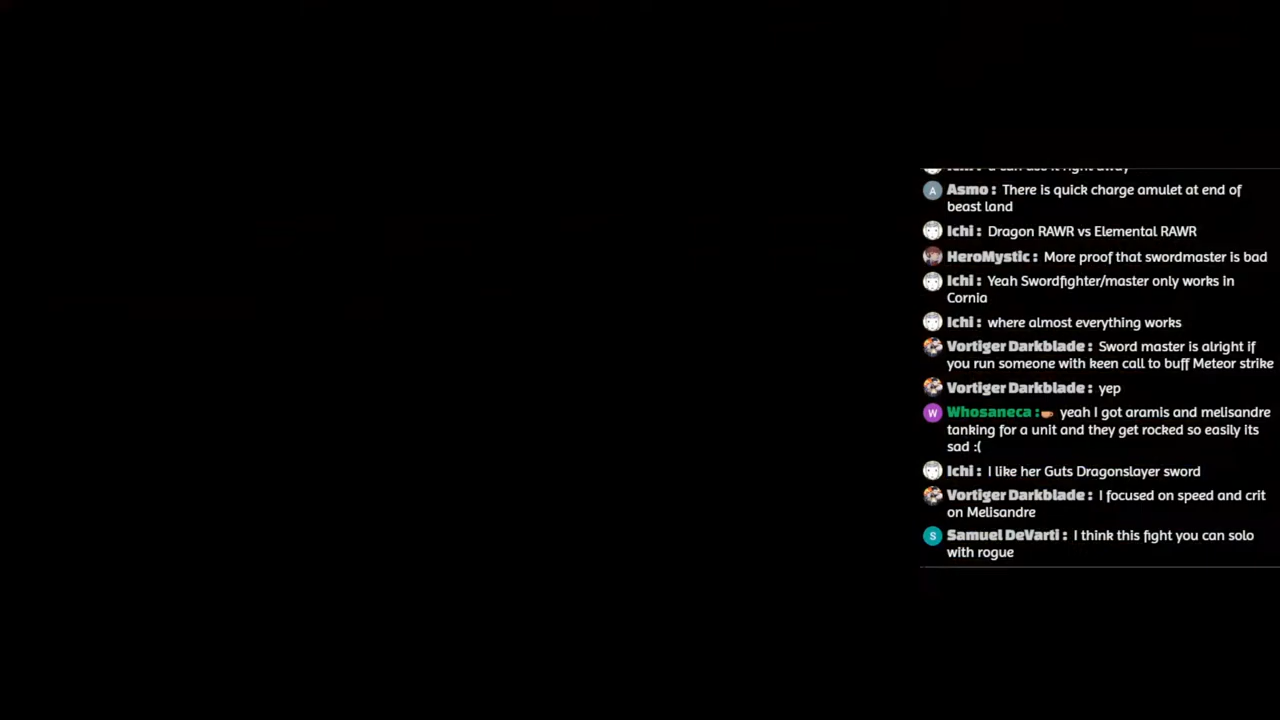 A Asmo : There is quick charge amulet at end of
beast land
Ichi : Dragon RAWR vs Elemental RAWR
HeroMystic : More proof that swordmaster is bad
Ichi : Yeah Swordfighter/master only works in
Cornia
Ichi : where almost everything works
Vortiger Darkblade : Sword master is alright if
you run someone with keen call to buff Meteor strike
Vortiger Darkblade : yep
W Whosaneca : yeah I got aramis and melisandre
tanking for a unit and they get rocked so easily its
sad :(
Ichi : I like her Guts Dragonslayer sword
Vortiger Darkblade : I focused on speed and crit
on Melisandre
S Samuel DeVarti : I think this fight you can solo
with rogue